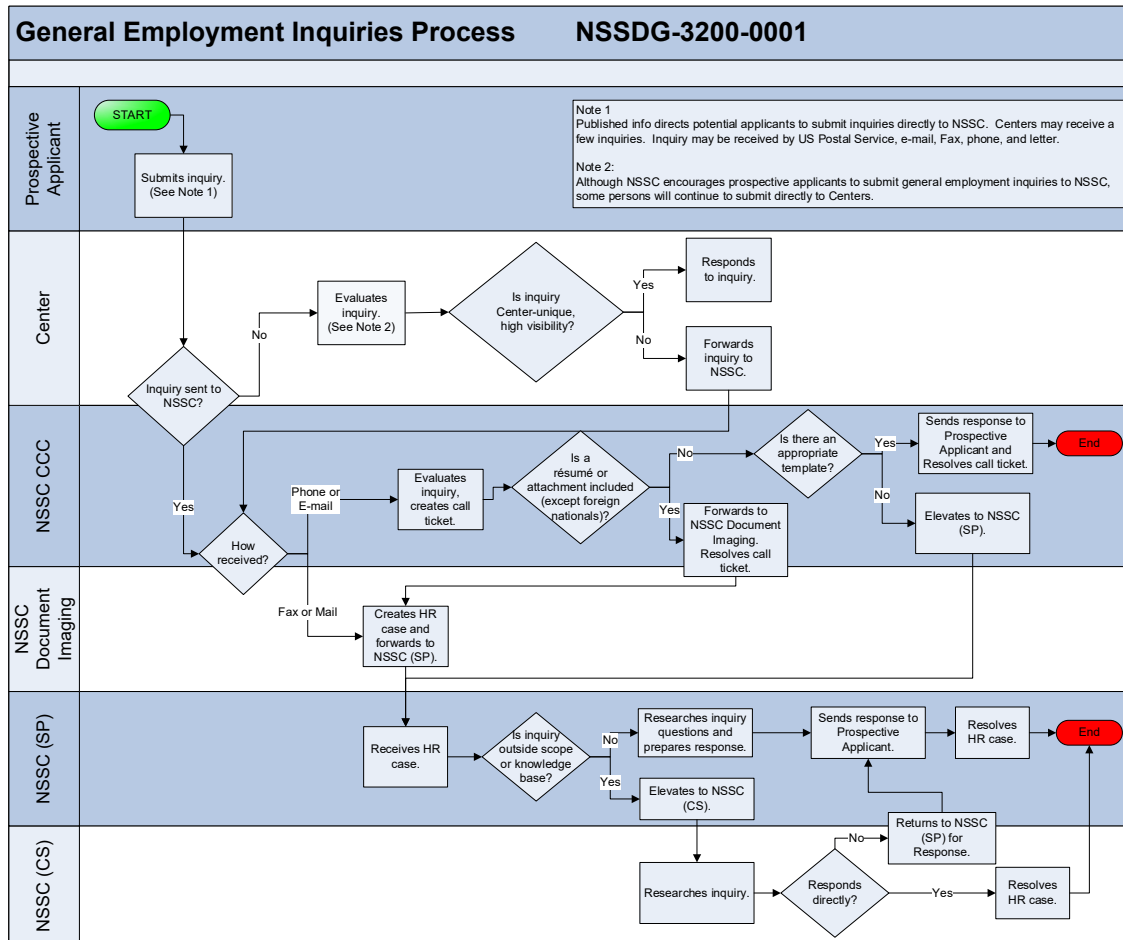 General Employment Inquiries Process NSSDG-3200-0001
Prospective
Applicant
START
Submits inquiry.
(See Note 1)
Note 1
Published info directs potential applicants to submit inquiries directly to NSSC. Centers may receive a
few inquiries. Inquiry may be received by US Postal Service, e-mail, Fax, phone, and letter.
Note 2:
Although NSSC encourages prospective applicants to submit general employment inquiries to NSSC,
some persons will continue to submit directly to Centers.
Center
Inquiry sent to
NSSC?
No
Evaluates
inquiry.
(See Note 2)
Is inquiry
Center-unique,
high visibility?
Yes
Responds
to inquiry.
No
Forwards
inquiry to
NSSC.
NSSC CCC
Yes
How
received?
Phone or
E-mail
Evaluates
inquiry,
creates call
ticket.
Is a
résumé or
attachment included
(except foreign
nationals)?
No
Yes
Forwards to
NSSC Document
Imaging.
Resolves call
ticket.
Is there an
appropriate
template?
Yes
Sends response to
Prospective
Applicant and
Resolves call ticket.
End
No
Elevates to NSSC
(SP).
NSSC
Document
Imaging
Fax or Mail
Creates HR
case and
forwards to
NSSC (SP).
NSSC (SP)
Receives HR
case.
Is inquiry
outside scope
or knowledge
base?
No
Researches inquiry
questions and
prepares response.
Sends response to
Prospective
Applicant.
Resolves
HR case.
End
Yes
Elevates to NSSC
(CS).
NSSC (CS)
Researches inquiry.
Responds
directly?
No
Returns to NSSC
(SP) for
Response.
Yes
Resolves
HR case.